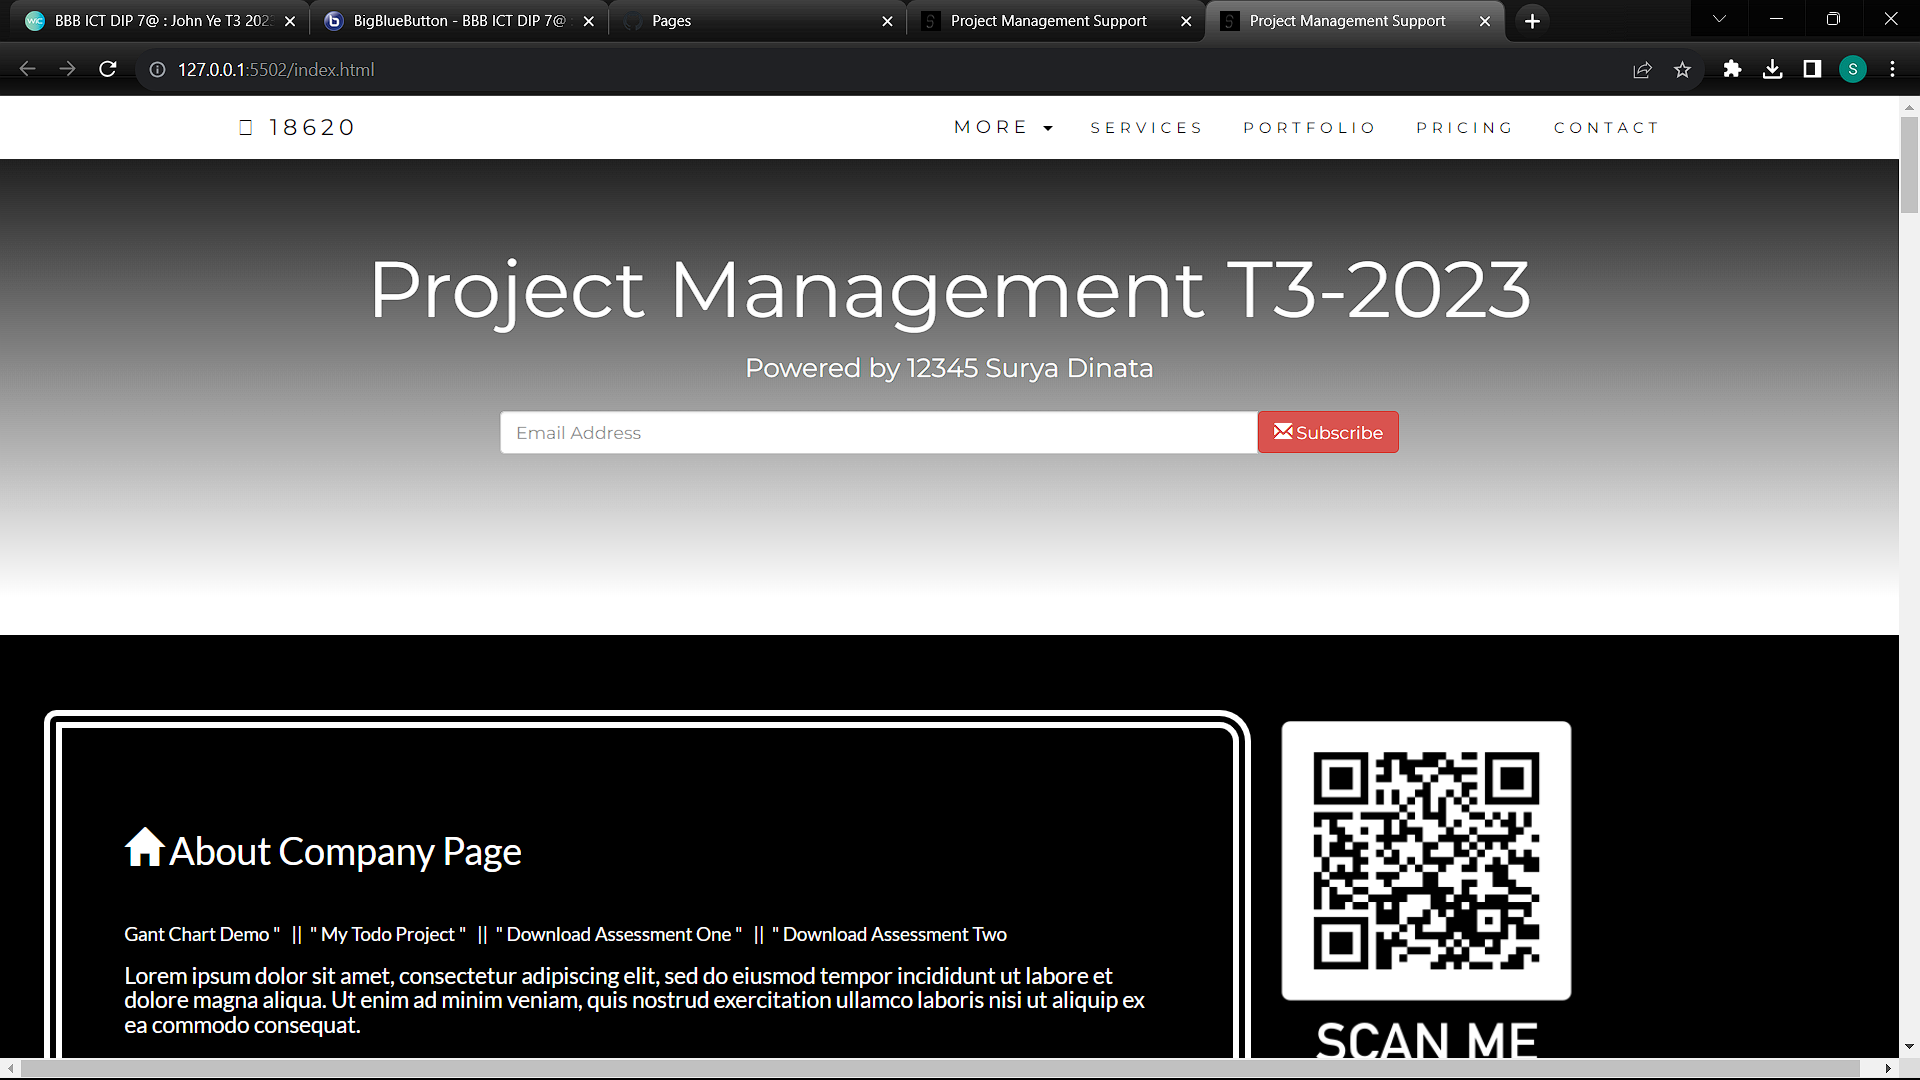 BBB ICT DIP 7@ : John Ye T3 202
BigBlueButton - BBB ICT DIP 7@
Pages
Project Management Support
Project Management Support
127.0.0.1:5502/index.html
S
18620
MORE
SERVICES
PORTFOLIO
PRICING
CONTACT
Project Management T3-2023
Powered by 12345 Surya Dinata
Email Address
Subscribe
About Company Page
Gant Chart Demo " || " My Todo Project " || " Download Assessment One " || " Download Assessment Two
Lorem ipsum dolor sit amet, consectetur adipiscing elit, sed do eiusmod tempor incididunt ut labore et
dolore magna aliqua. Ut enim ad minim veniam, quis nostrud exercitation ullamco laboris nisi ut aliquip ex
ea commodo consequat.
SCAN ME